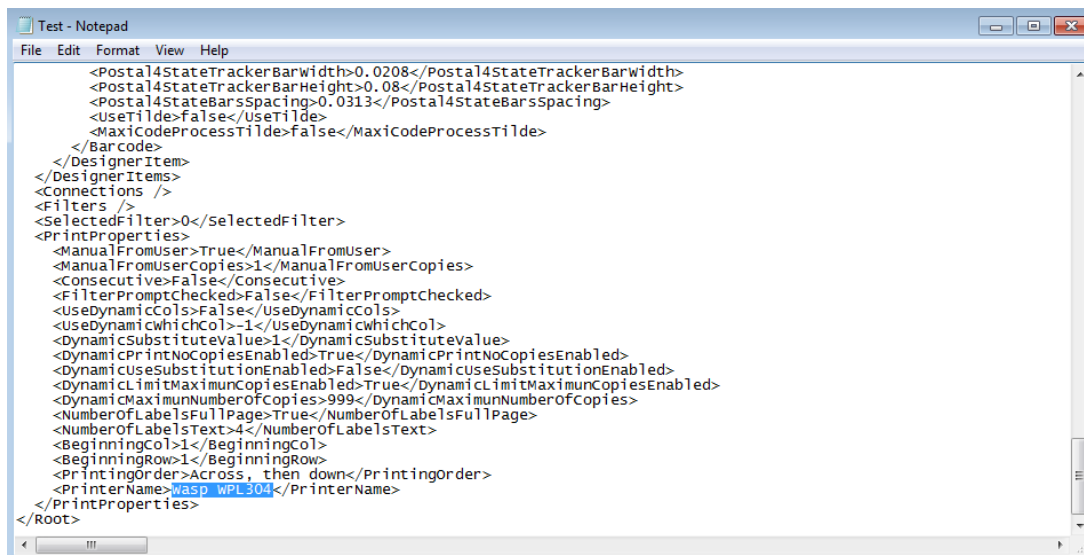 Test - Notepad
File Edit Format View Help
<Postal4StateTrackerBarWidth>0.0208</Postal4StateTrackerBarWidth>
<Postal4StateTrackerBarHeight>0.08</Postal4StateTrackerBarHeight>
<Postal4StateBarsSpacing>0.0313</Postal4StateBarsSpacing>
<UseTilde>false</UseTilde>
<MaxiCodeProcessTilde>false</MaxiCodeProcessTilde>
</Barcode>
</DesignerItem>
</DesignerItems>
<Connections />
<Filters />
<SelectedFilter>0</SelectedFilter>
<PrintProperties>
<ManualFromUser>True</ManualFromUser>
<ManualFromUserCopies>1</ManualFromUserCopies>
<Consecutive>False</Consecutive>
<FilterPromptChecked>False</FilterPromptChecked>
<UseDynamicCols>False</UseDynamicCols>
<UseDynamicWhichCol>-1</UseDynamicWhichCol>
<DynamicSubstituteValue>1</DynamicSubstituteValue>
<DynamicPrintNoCopiesEnabled>True</DynamicPrintNoCopiesEnabled>
<DynamicUseSubstitutionEnabled>False</DynamicUseSubstitutionEnabled>
<DynamicLimitMaximunCopiesEnabled>True</DynamicLimitMaximunCopiesEnabled>
<DynamicMaximunNumberOfCopies>999</DynamicMaximunNumberOfCopies>
<NumberOfLabelsFullPage>True</NumberOfLabelsFullPage>
<NumberOfLabelsText>4</NumberOfLabelsText>
<BeginningCol>1</BeginningCol>
<BeginningRow>1</BeginningRow>
<PrintingOrder>Across, then down</PrintingOrder>
<PrinterName>Wasp WPL304</PrinterName>
</PrintProperties>
</Root>